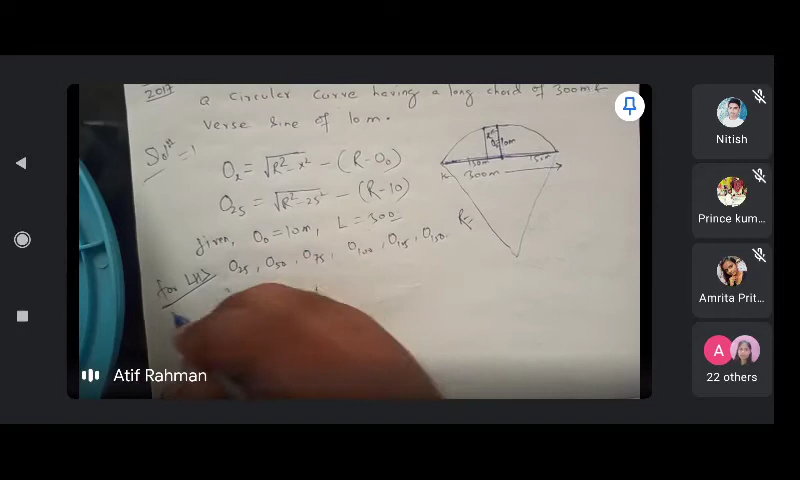 2017
a Circular Curve having a long chord of 300m &
verse sine of 10 m.
Solⁿ =
Oₓ = √R² - x² - (R-O₀)
O₂₅ = √R² - 25² - (R-10)
given, O₀ = 10m, L = 300
for LHS O₂₅, O₅₀, O₇₅, O₁₀₀, O₁₂₅, O₁₅₀.
10m
150m
150m
300m
R
Atif Rahman
Nitish
Prince kum...
Amrita Prit...
A
22 others